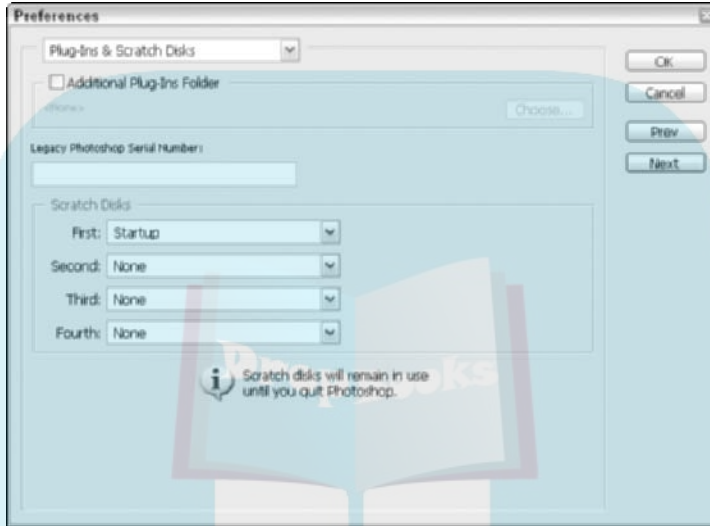 Preferences
Plug-Ins & Scratch Disks
OK
Additional Plug-Ins Folder
Cancel
<None>
Choose...
Prev
Legacy Photoshop Serial Number:
Next
Scratch Disks
First: Startup
Second: None
Third: None
Fourth: None
Scratch disks will remain in use
until you quit Photoshop.